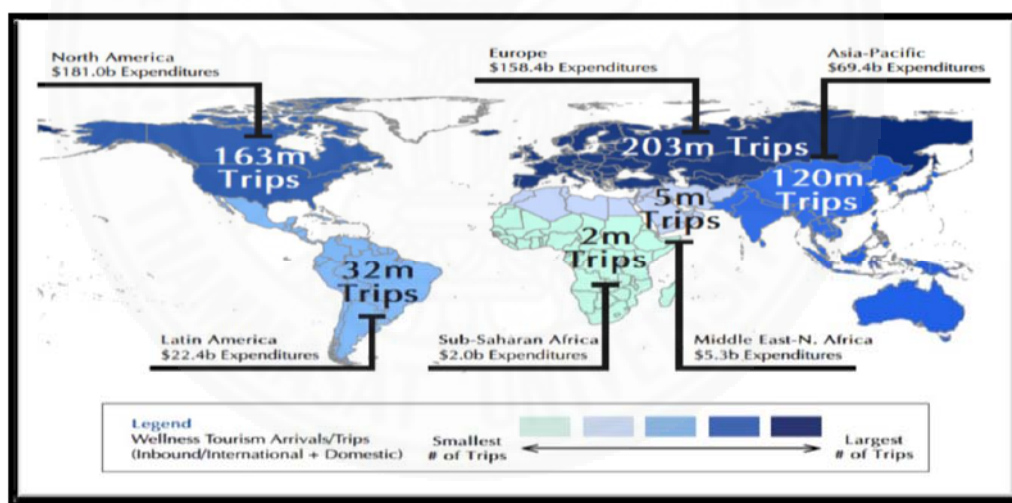 North America
$181.0b Expenditures
Europe
$158.4b Expenditures
Asia-Pacific
$69.4b Expenditures
163m
Trips
203m Trips
120m
Trips
5m
Trips
2m
Trips
32m
Trips
Latin America
$22.4b Expenditures
Sub-Saharan Africa
$2.0b Expenditures
Middle East-N. Africa
$5.3b Expenditures
Legend
Wellness Tourism Arrivals/Trips
(Inbound/International + Domestic)
Smallest
# of Trips
Largest
# of Trips